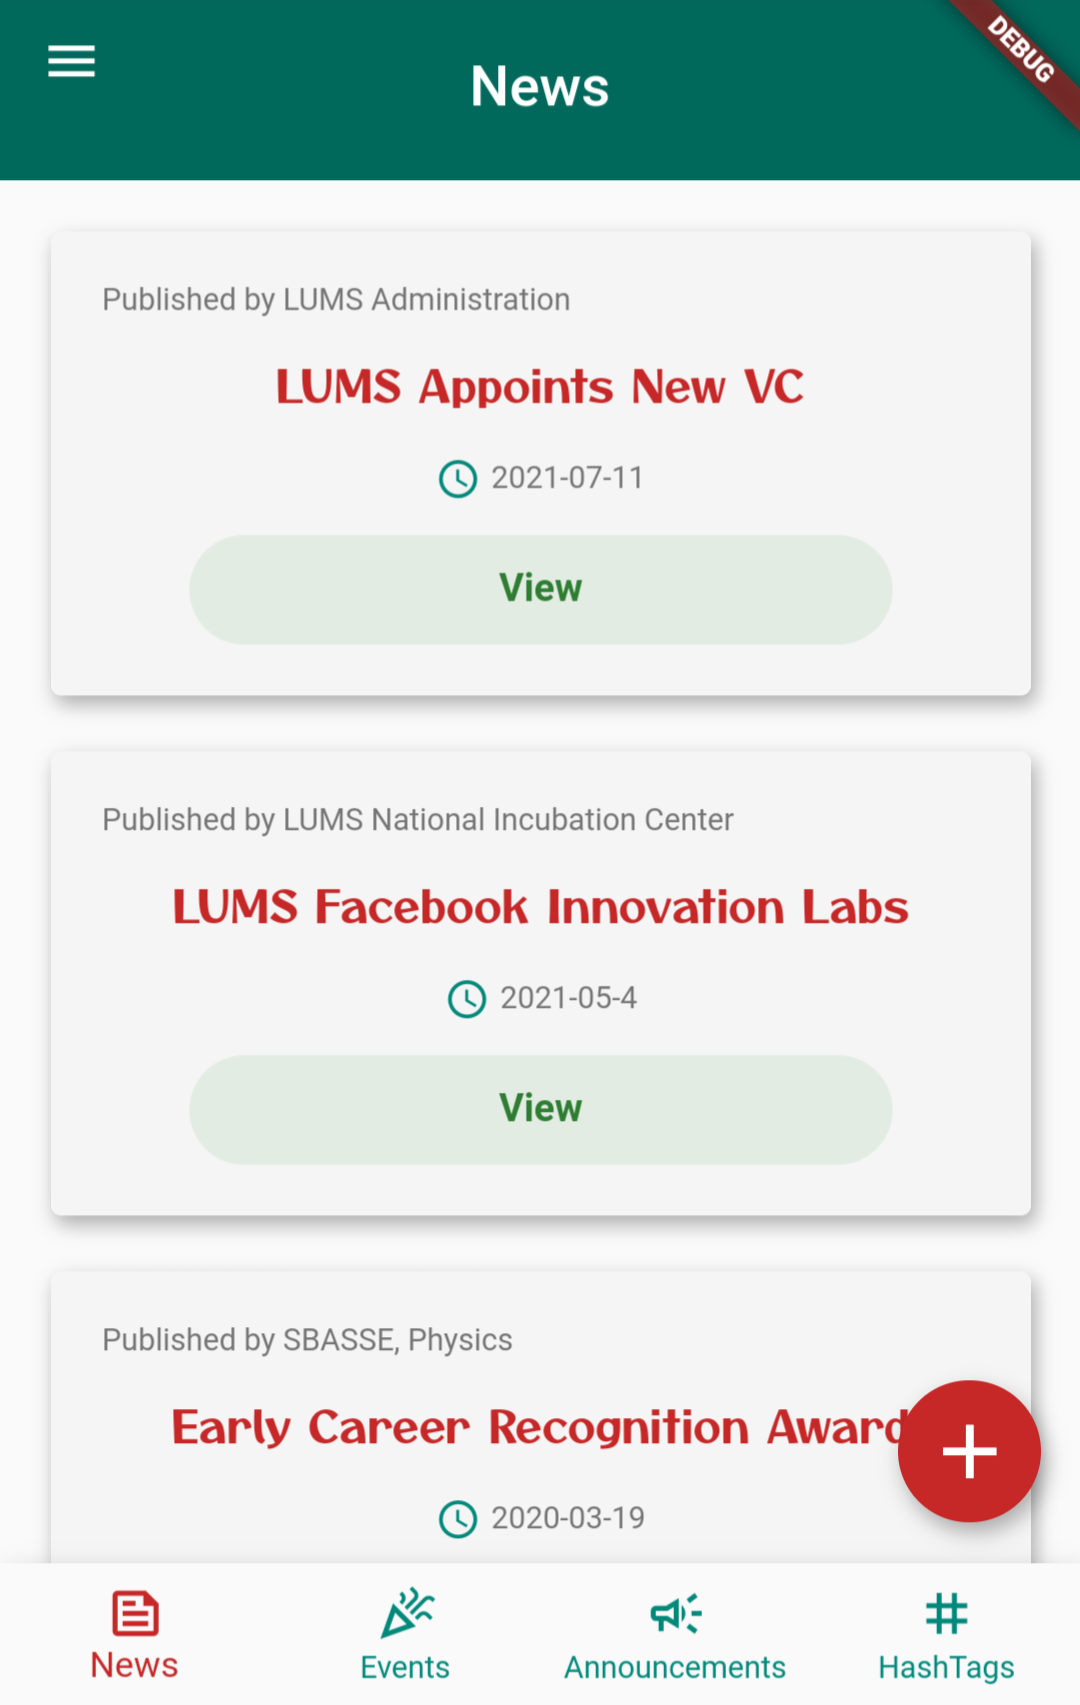 News
DEBUG
Published by LUMS Administration
LUMS Appoints New VC
2021-07-11
View
Published by LUMS National Incubation Center
LUMS Facebook Innovation Labs
2021-05-4
View
Published by SBASSE, Physics
Early Career Recognition Award
2020-03-19
News
Events
Announcements
HashTags